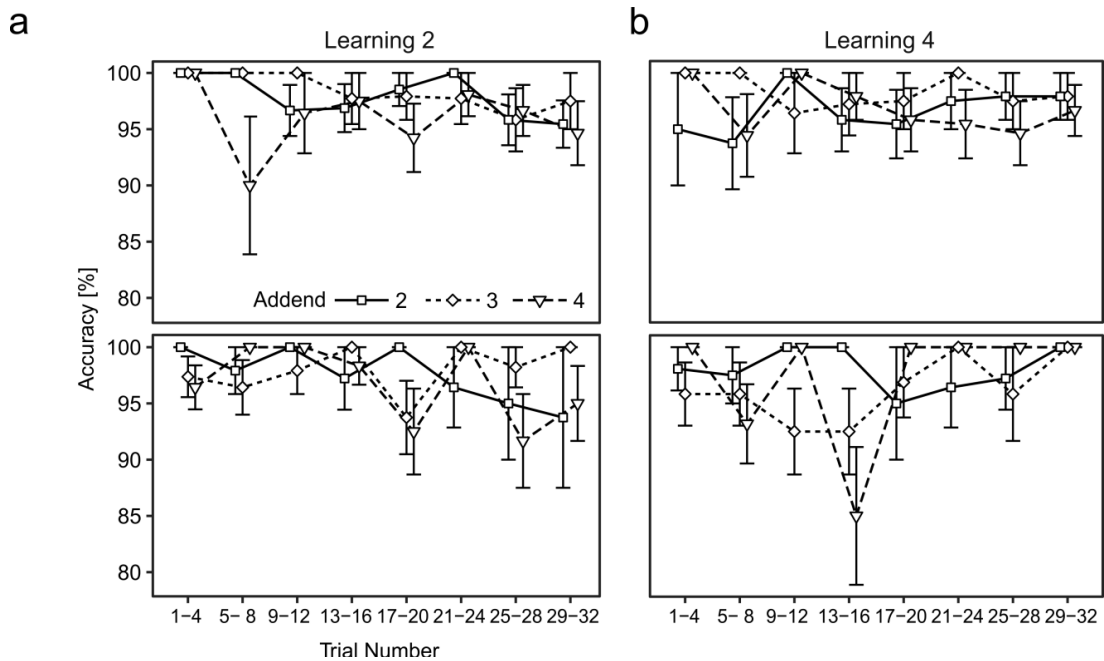 a
b
Learning 2
Learning 4
100
95
90
85
80
Addend 2 3 4
Accuracy [%]
100
95
90
85
80
1–4 5– 8 9–12 13–16 17–20 21–24 25–28 29–32
1–4 5– 8 9–12 13–16 17–20 21–24 25–28 29–32
Trial Number